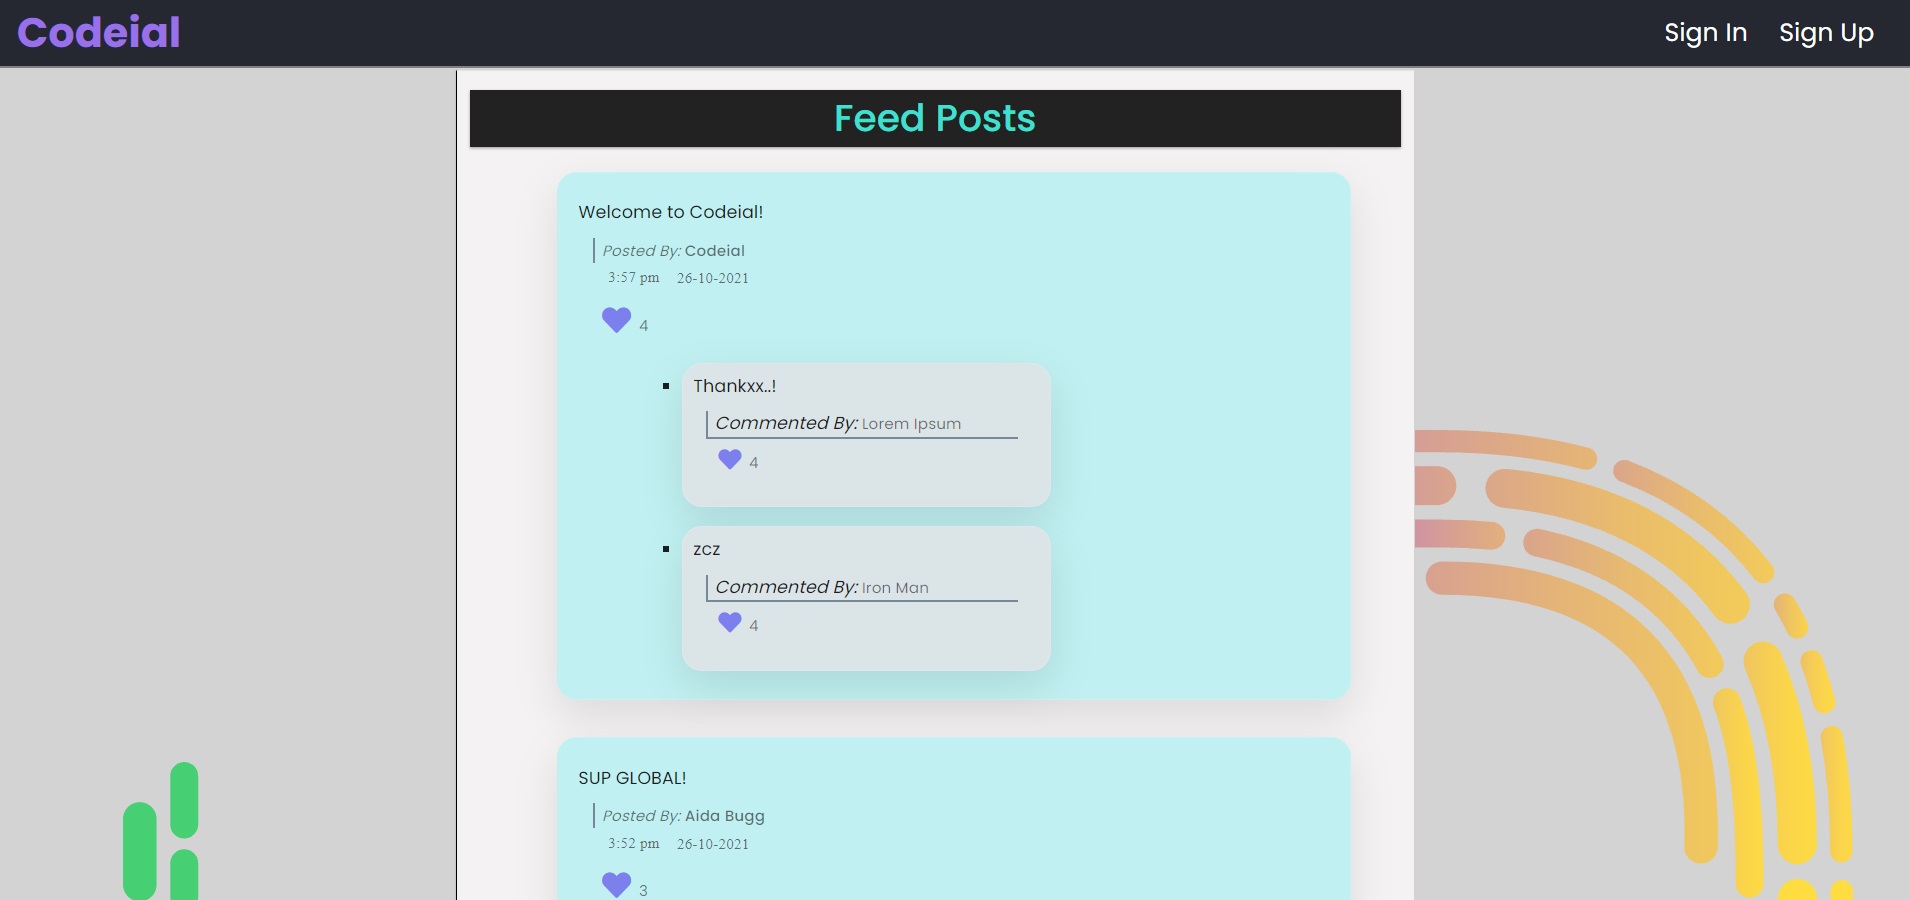 Codeial
Sign In Sign Up
Feed Posts
Welcome to Codeial!
Posted By: Codeial
3:57 pm 26-10-2021
4
Thankxx..!
Commented By: Lorem Ipsum
4
zcz
Commented By: Iron Man
4
SUP GLOBAL!
Posted By: Aida Bugg
3:52 pm 26-10-2021
3